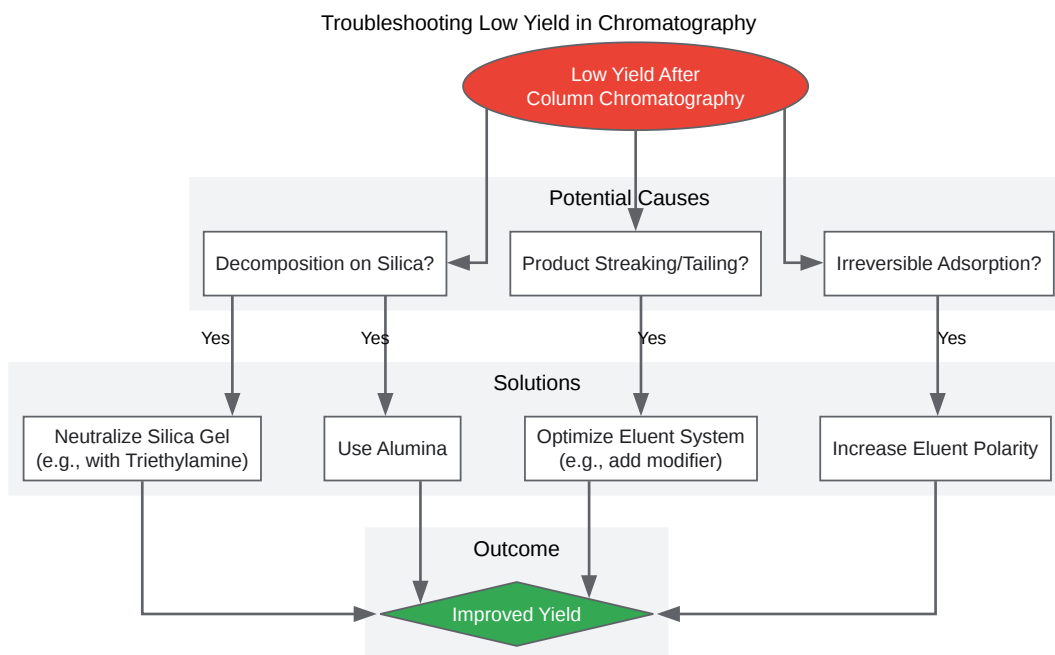 Troubleshooting Low Yield in Chromatography
Low Yield After
Column Chromatography
Potential Causes
Decomposition on Silica?
Product Streaking/Tailing?
Irreversible Adsorption?
Yes
Yes
Yes
Yes
Solutions
Neutralize Silica Gel
(e.g., with Triethylamine)
Use Alumina
Optimize Eluent System
(e.g., add modifier)
Increase Eluent Polarity
Outcome
Improved Yield